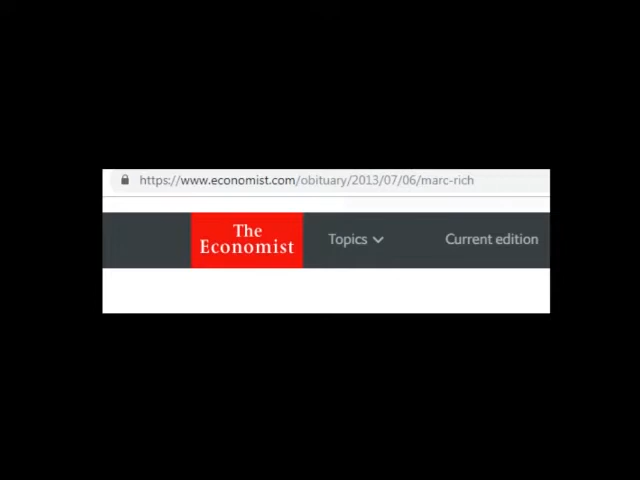 https://www.economist.com/obituary/2013/07/06/marc-rich
The
Economist
Topics
Current edition